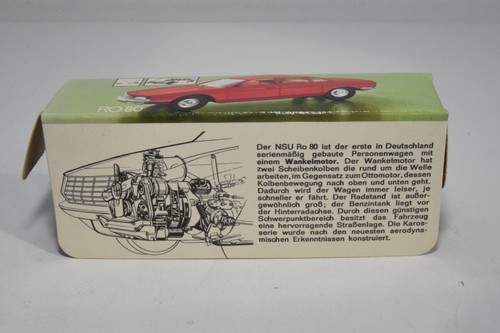 RO 80
Der NSU Ro 80 ist der erste in Deutschland
serienmäßig gebaute Personenwagen mit
einem Wankelmotor. Der Wankelmotor hat
zwei Scheibenkolben die rund um die Welle
arbeiten, im Gegensatz zum Ottomotor, dessen
Kolbenbewegung nach oben und unten geht.
Dadurch wird der Wagen immer leiser, je
schneller er fährt. Der Radstand ist außer-
gewöhnlich groß; der Benzintank liegt vor
der Hinterradachse. Durch diesen günstigen
Schwerpunktbereich besitzt das Fahrzeug
eine hervorragende Straßenlage. Die Karos-
serie wurde nach den neuesten aerodyna-
mischen Erkenntnissen konstruiert.